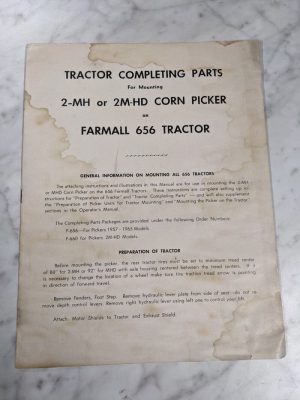 TRACTOR COMPLETING PARTS
For Mounting
2-MH or 2M-HD CORN PICKER
on
FARMALL 656 TRACTOR
GENERAL INFORMATION ON MOUNTING ALL 656 TRACTORS
The attaching instructions and illustrations in this Manual are for use in mounting the 2-MH
or MHD Corn Picker on the 656 Farmall Tractors. These instructions are complete setting up in-
structions for "Preparation of Tractor" and "Tractor Completing Parts" — and will also supplement
the "Preparation of Picker Units for Tractor Mounting" and "Mounting the Picker on the Tractor"
sections in the Operator's Manual.
The Completing Parts Packages are provided under the following Order Numbers:
For Pickers 1957 - 1965 Models.
For Pickers 2M-HD Models.
PREPARATION OF TRACTOR
Before mounting the picker, the rear tractor tires must be set to minimum tread center
of 80" for 2-MH or 92" for MHD with axle housing centered between the tread centers. If it
is necessary to change the location of a wheel make sure the tractor tread arrow is pointing
in direction of forward travel.
Remove Fenders, Foot Step. Remove hydraulic lever plate from side of seat—do not re-
move depth control levers. Remove right hydraulic lever using left one to control your lifts.
Attach: Motor Shields to Tractor and Exhaust Shield.